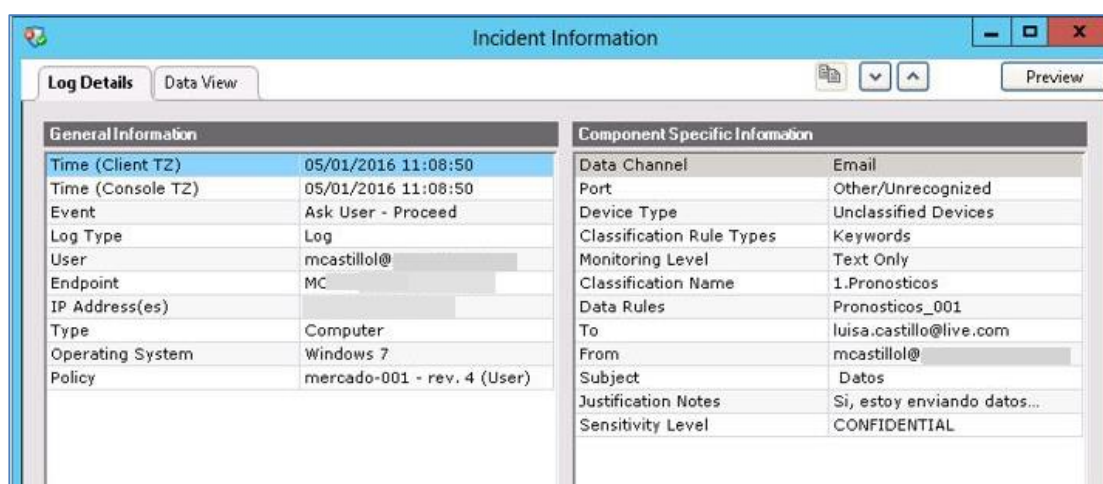 Incident Information
Log Details Data View Preview
General Information
Time (Client TZ) 05/01/2016 11:08:50
Time (Console TZ) 05/01/2016 11:08:50
Event Ask User - Proceed
Log Type Log
User mcastillol@
Endpoint MC
IP Address(es)
Type Computer
Operating System Windows 7
Policy mercado-001 - rev. 4 (User)
Component Specific Information
Data Channel Email
Port Other/Unrecognized
Device Type Unclassified Devices
Classification Rule Types Keywords
Monitoring Level Text Only
Classification Name 1.Pronosticos
Data Rules Pronosticos_001
To luisa.castillo@live.com
From mcastillol@
Subject Datos
Justification Notes Si, estoy enviando datos...
Sensitivity Level CONFIDENTIAL